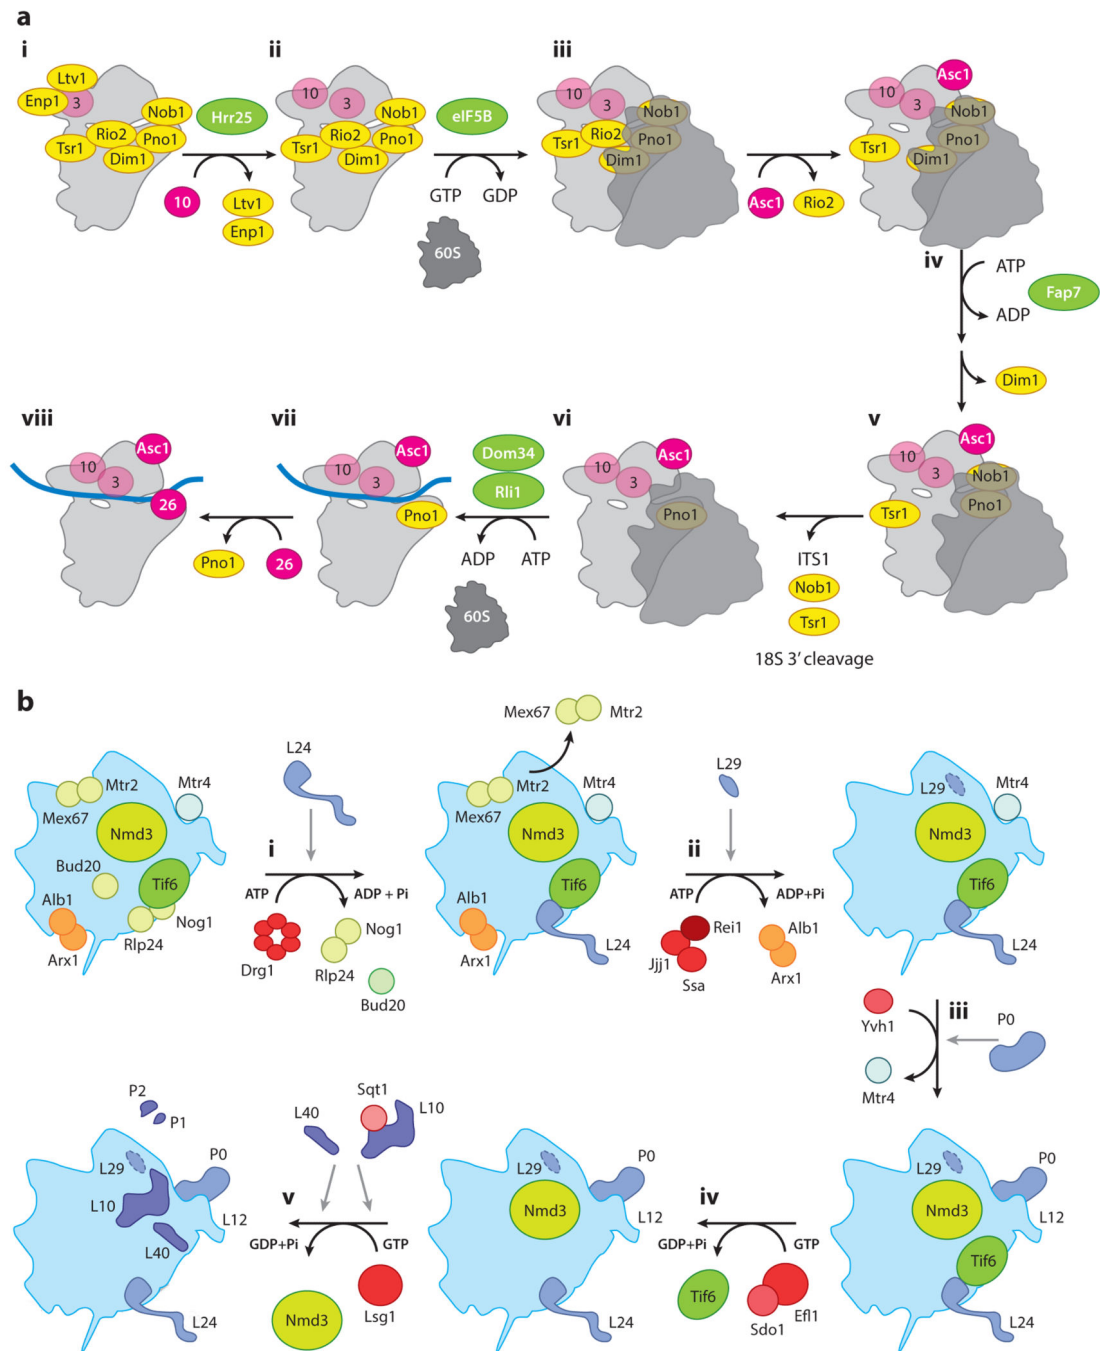 a
i
ii
iii
Ltv1
Enp1
3
Nob1
Rio2
Pno1
Tsr1
Dim1
Hrr25
10
Ltv1
Enp1
10
3
Nob1
Rio2
Pno1
Tsr1
Dim1
eIF5B
GTP
GDP
60S
10
3
Nob1
Tsr1
Rio2
Pno1
Dim1
Asc1
Rio2
Asc1
10
3
Nob1
Tsr1
Pno1
Dim1
iv
ATP
Fap7
ADP
Dim1
viii
vii
vi
v
Asc1
10
3
26
Pno1
26
Asc1
10
3
Pno1
Dom34
Rli1
ADP
ATP
60S
Asc1
10
3
Pno1
ITS1
Nob1
Tsr1
18S 3′ cleavage
Asc1
10
3
Nob1
Pno1
Tsr1
b
Mex67
Mtr2
Mtr2
Mex67
Mtr4
Nmd3
Bud20
Tif6
Alb1
Nog1
Rlp24
Arx1
L24
i
ATP
ADP + Pi
Drg1
Nog1
Rlp24
Bud20
Mtr2
Mex67
Mtr4
Nmd3
Tif6
Alb1
Arx1
L24
L29
ii
ATP
ADP+Pi
Rei1
Jjj1
Ssa
Alb1
Arx1
L29
Mtr4
Nmd3
Tif6
L24
iii
Yvh1
P0
Mtr4
P2
P1
L29
P0
L10
L12
L40
L24
Sqt1
L40
L10
v
GDP+Pi
GTP
Nmd3
Lsg1
L29
P0
Nmd3
L12
L24
iv
GDP+Pi
GTP
Tif6
Sdo1
Efl1
L29
P0
Nmd3
L12
Tif6
L24